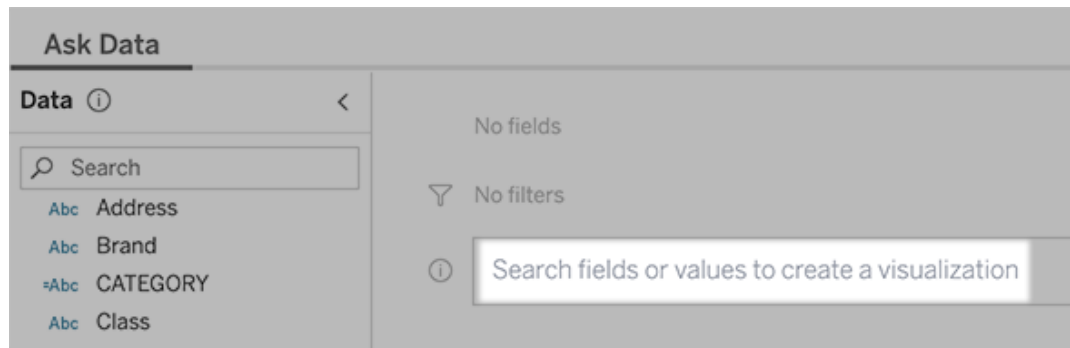 Ask Data
Data
Search
Abc Address
Abc Brand
=Abc CATEGORY
Abc Class
No fields
No filters
Search fields or values to create a visualization